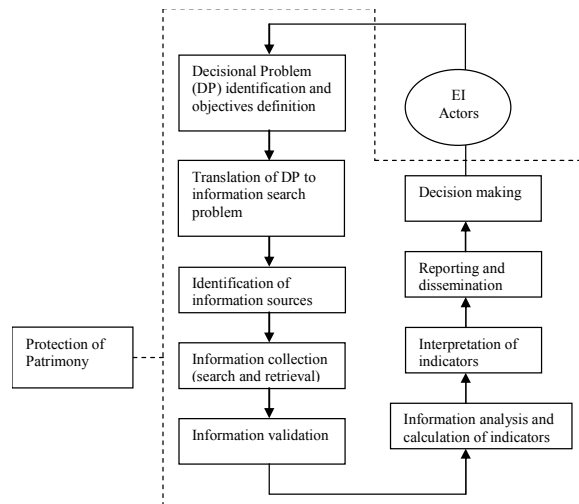 Decisional Problem
(DP) identification and
objectives definition
EI
Actors
Translation of DP to
information search
problem
Decision making
Identification of
information sources
Reporting and
dissemination
Protection of
Patrimony
Information collection
(search and retrieval)
Interpretation of
indicators
Information validation
Information analysis and
calculation of indicators